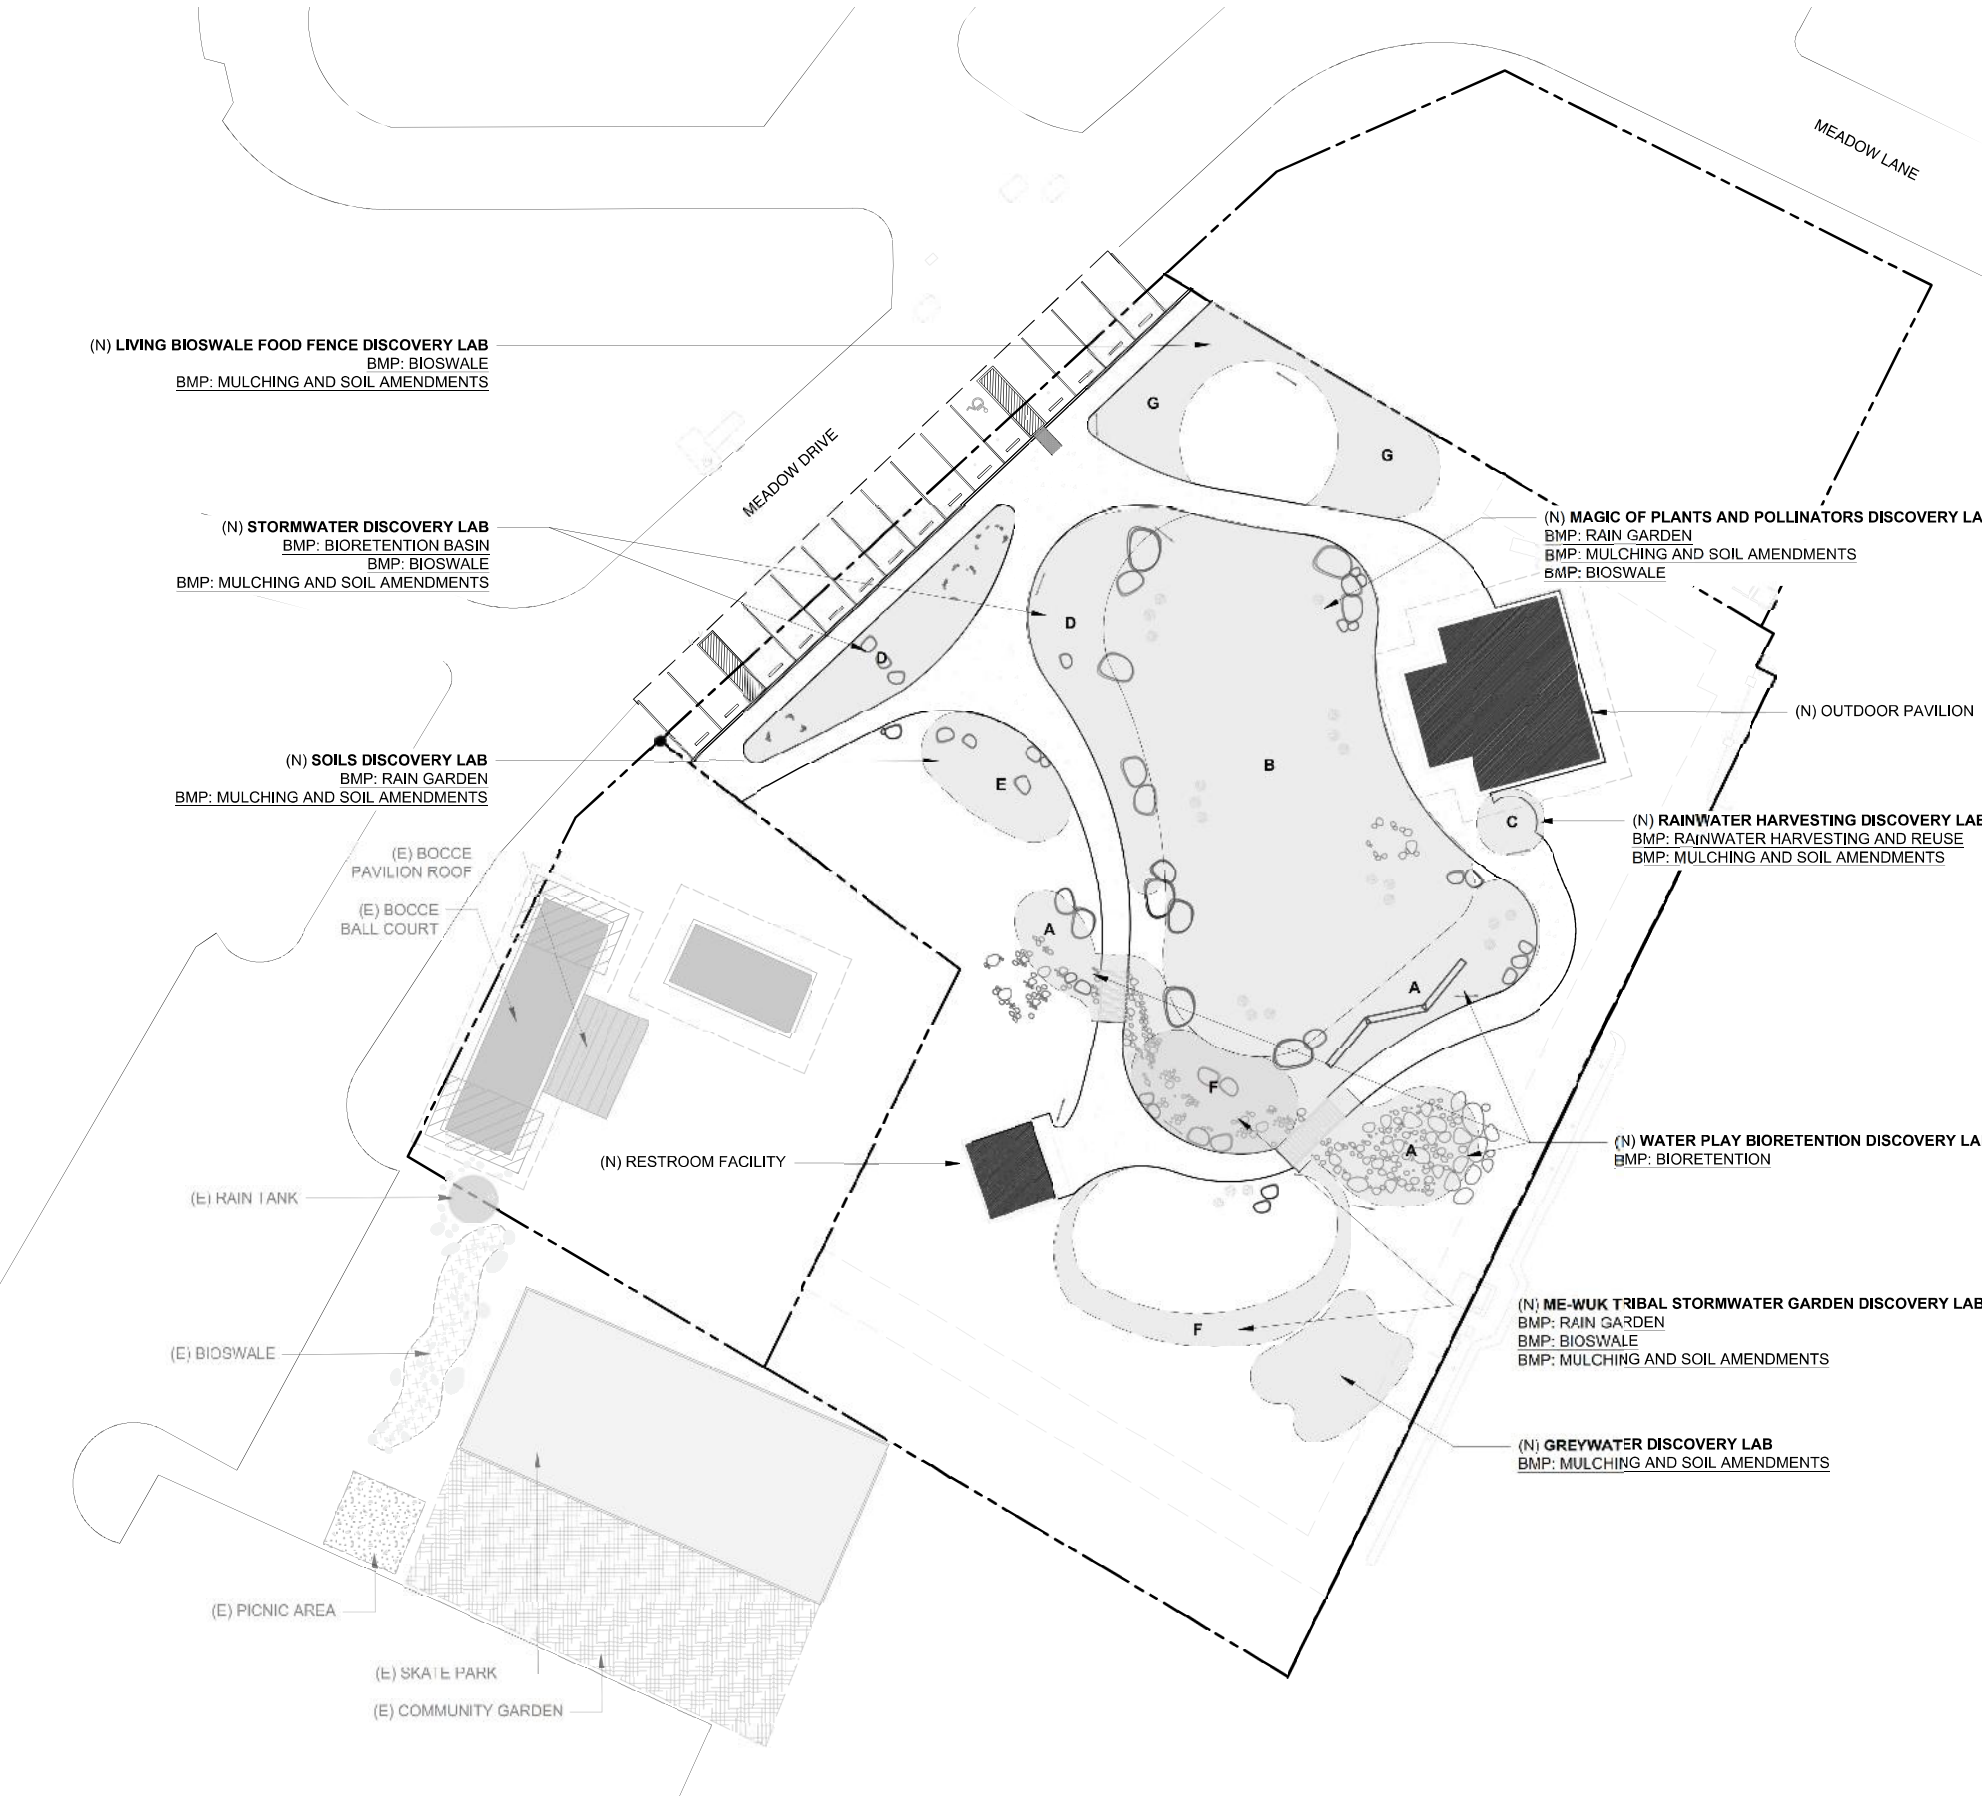 MEADOW LANE
(N) LIVING BIOSWALE FOOD FENCE DISCOVERY LAB
BMP: BIOSWALE
BMP: MULCHING AND SOIL AMENDMENTS
G
G
MEADOW DRIVE
(N) STORMWATER DISCOVERY LAB
BMP: BIORETENTION BASIN
BMP: BIOSWALE
BMP: MULCHING AND SOIL AMENDMENTS
(N) MAGIC OF PLANTS AND POLLINATORS DISCOVERY LA
BMP: RAIN GARDEN
BMP: MULCHING AND SOIL AMENDMENTS
BMP: BIOSWALE
D
D
(N) OUTDOOR PAVILION
(N) SOILS DISCOVERY LAB
BMP: RAIN GARDEN
BMP: MULCHING AND SOIL AMENDMENTS
E
B
C
(N) RAINWATER HARVESTING DISCOVERY LAB
BMP: RAINWATER HARVESTING AND REUSE
BMP: MULCHING AND SOIL AMENDMENTS
(E) BOCCE
PAVILION ROOF
(E) BOCCE
BALL COURT
A
A
F
A
(N) WATER PLAY BIORETENTION DISCOVERY LA
BMP: BIORETENTION
(N) RESTROOM FACILITY
(E) RAIN TANK
(N) ME-WUK TRIBAL STORMWATER GARDEN DISCOVERY LAB
BMP: RAIN GARDEN
BMP: BIOSWALE
BMP: MULCHING AND SOIL AMENDMENTS
F
(E) BIOSWALE
(N) GREYWATER DISCOVERY LAB
BMP: MULCHING AND SOIL AMENDMENTS
(E) PICNIC AREA
(E) SKATE PARK
(E) COMMUNITY GARDEN